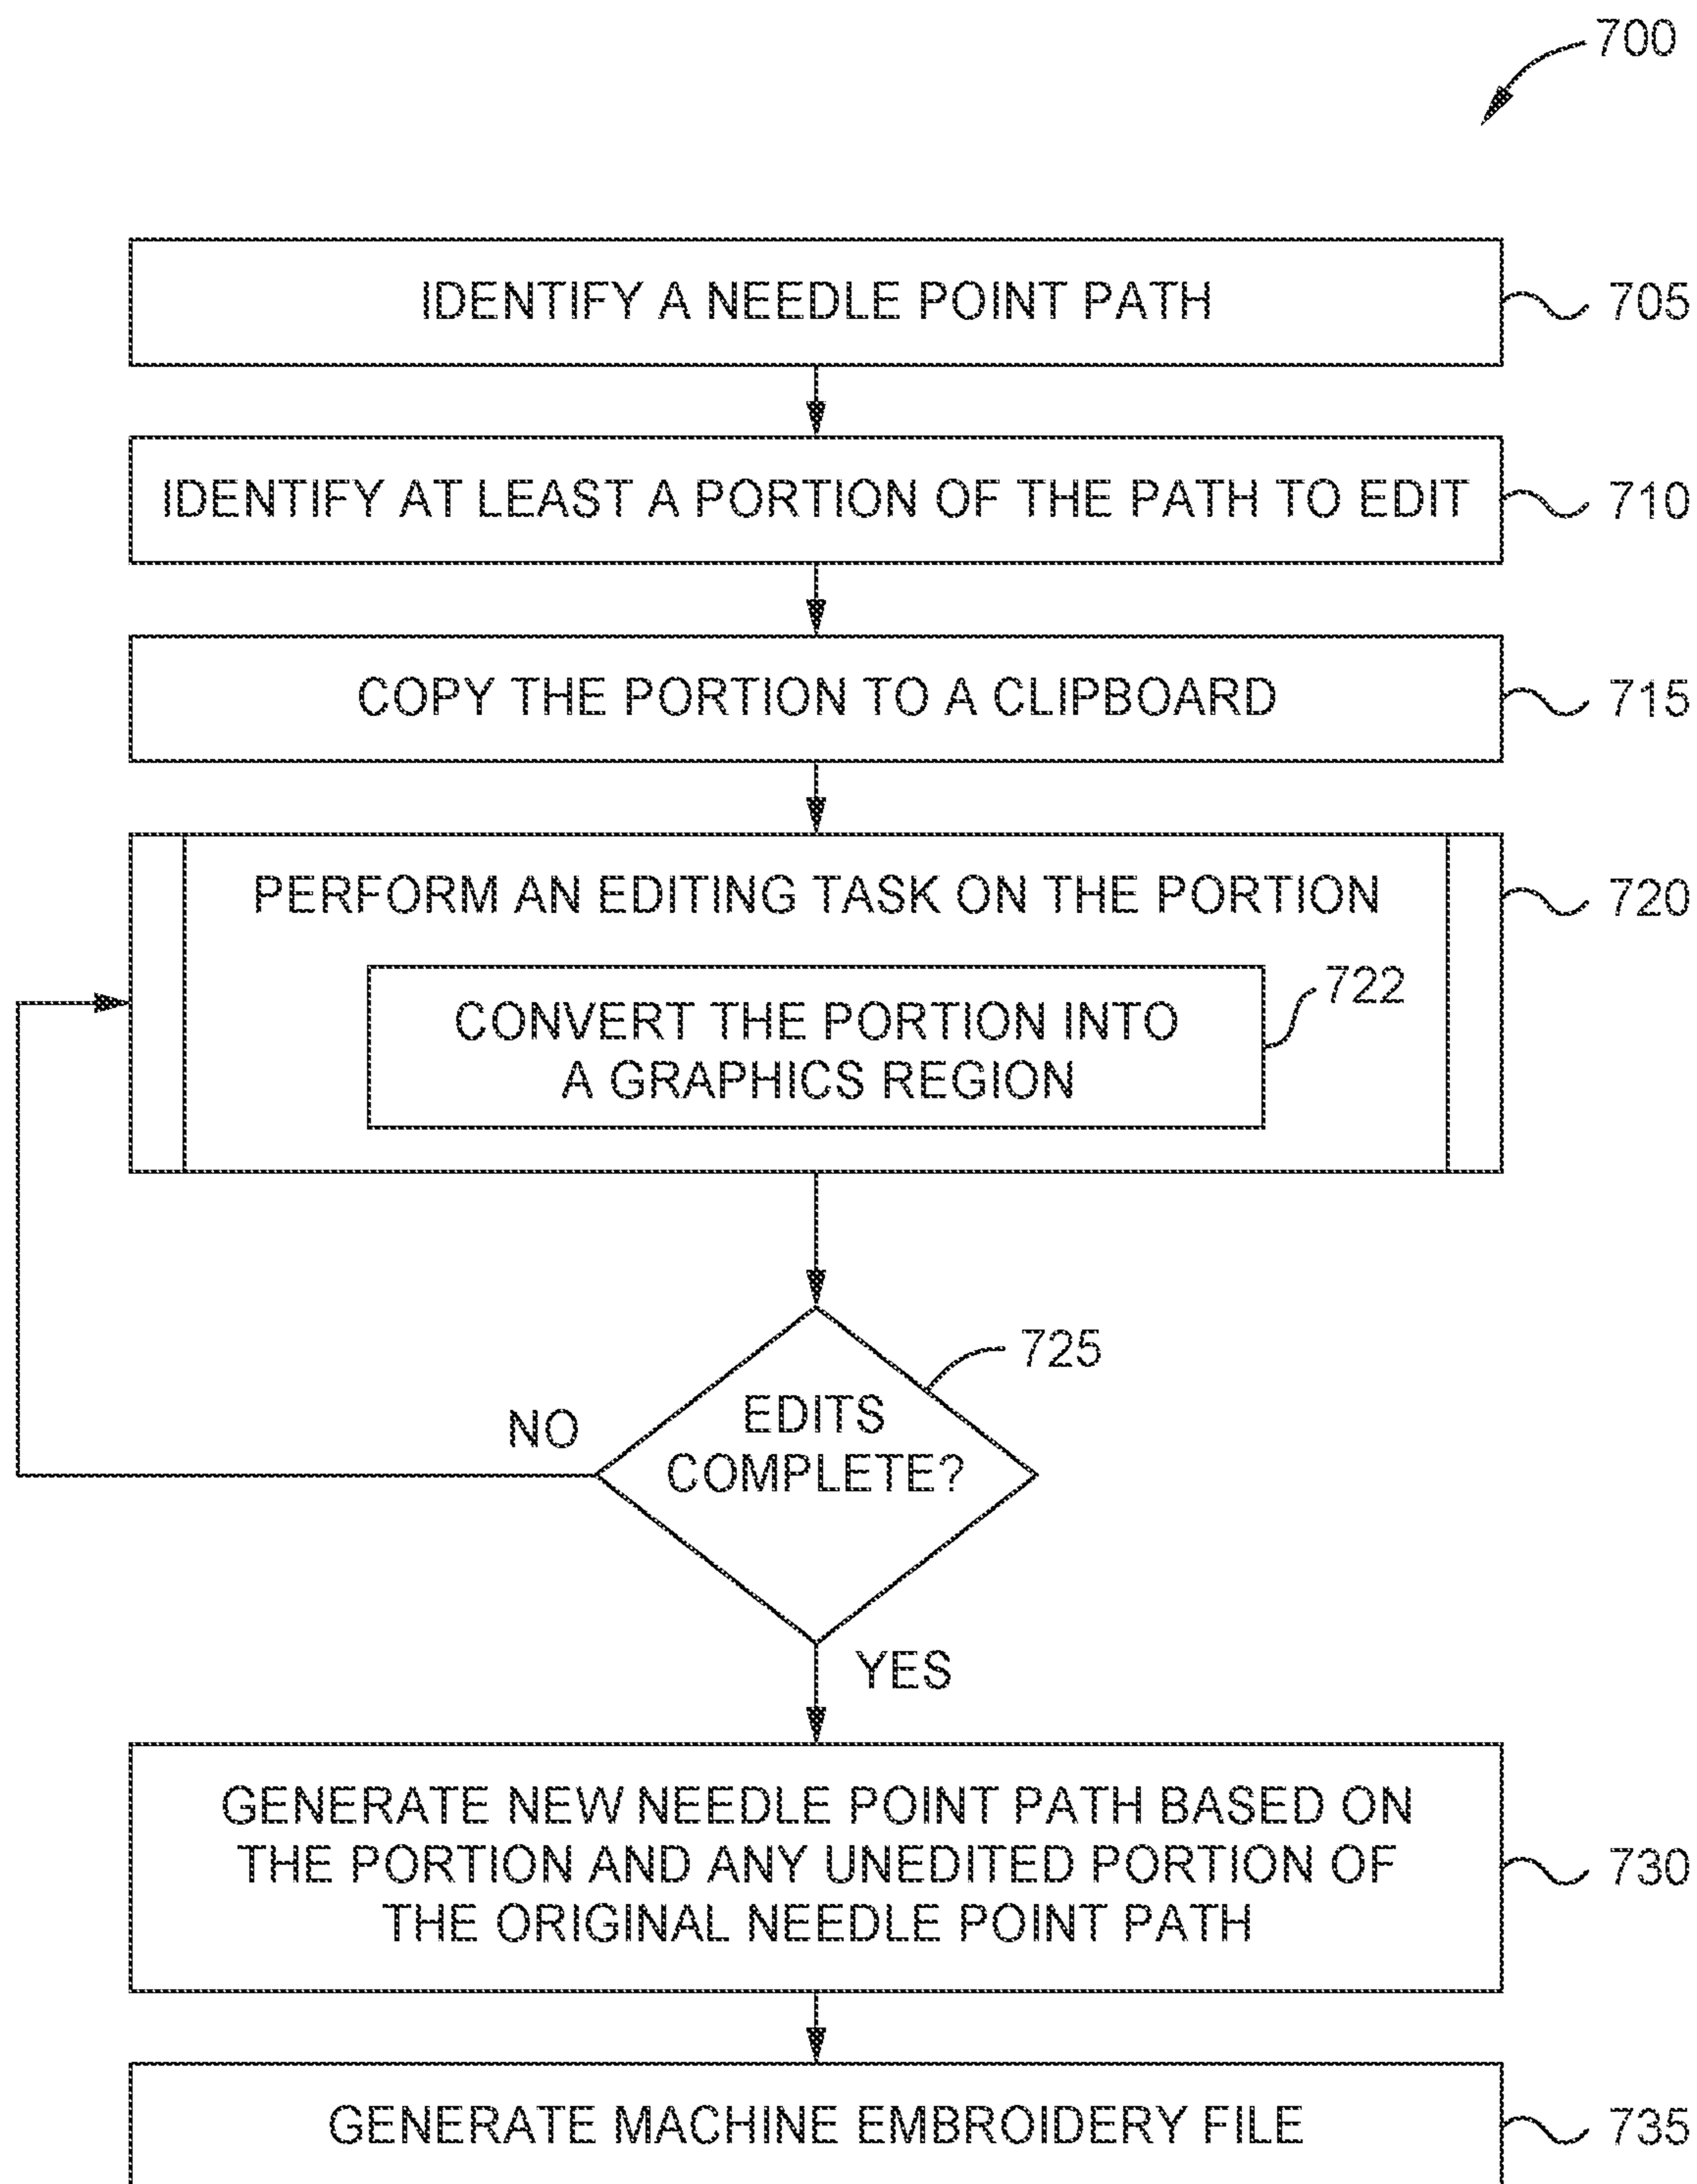 700
IDENTIFY A NEEDLE POINT PATH
705
IDENTIFY AT LEAST A PORTION OF THE PATH TO EDIT
710
COPY THE PORTION TO A CLIPBOARD
715
PERFORM AN EDITING TASK ON THE PORTION
720
CONVERT THE PORTION INTO
A GRAPHICS REGION
722
725
EDITS
COMPLETE?
NO
YES
GENERATE NEW NEEDLE POINT PATH BASED ON
THE PORTION AND ANY UNEDITED PORTION OF
THE ORIGINAL NEEDLE POINT PATH
730
GENERATE MACHINE EMBROIDERY FILE
735